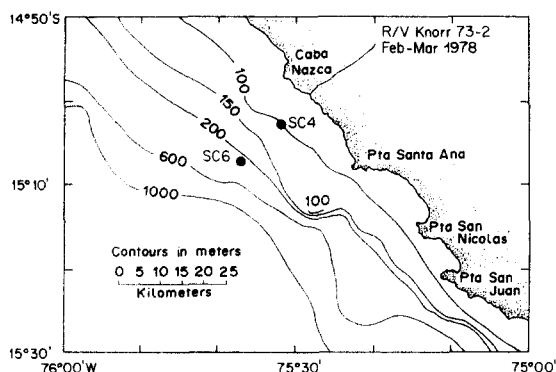 14°50'S
R/V Knorr 73-2
Feb-Mar 1978
Caba
Nazca
100
150
200
SC4
SC6
600
Pta Santa Ana
15°10'
1000
100
Pta San
Nicolas
Contours in meters
0 5 10 15 20 25
Kilometers
Pta San
Juan
15°30'
76°00'W
75°30'
75°00'